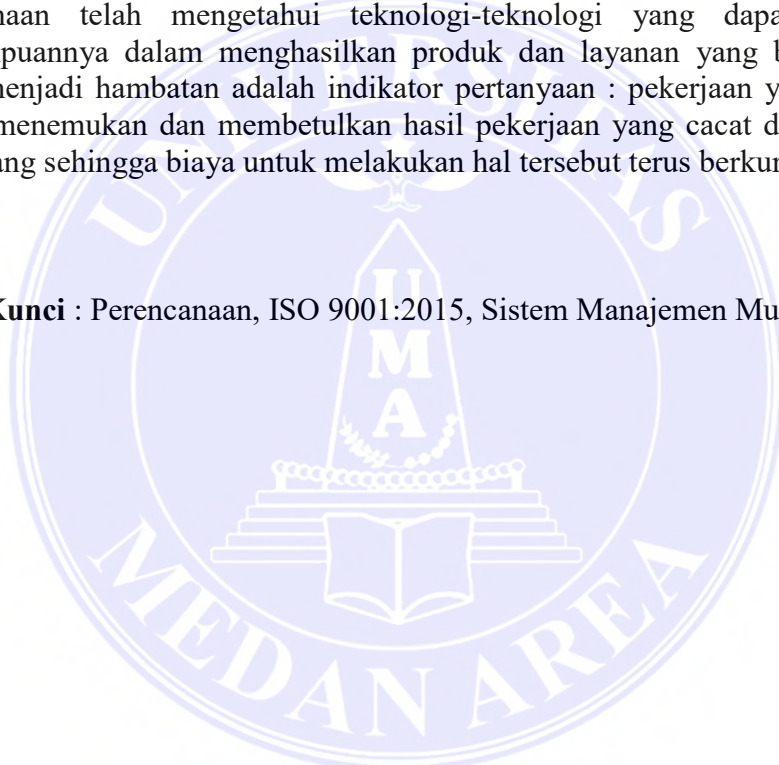 naan telah mengetahui teknologi-teknologi yang dapa
puannya dalam menghasilkan produk dan layanan yang b
menjadi hambatan adalah indikator pertanyaan : pekerjaan y
menemukan dan membetulkan hasil pekerjaan yang cacat d
ang sehingga biaya untuk melakukan hal tersebut terus berkur
Kunci : Perencanaan, ISO 9001:2015, Sistem Manajemen Mu
UNIVERSITAS
U
M
A
MEDAN AREA